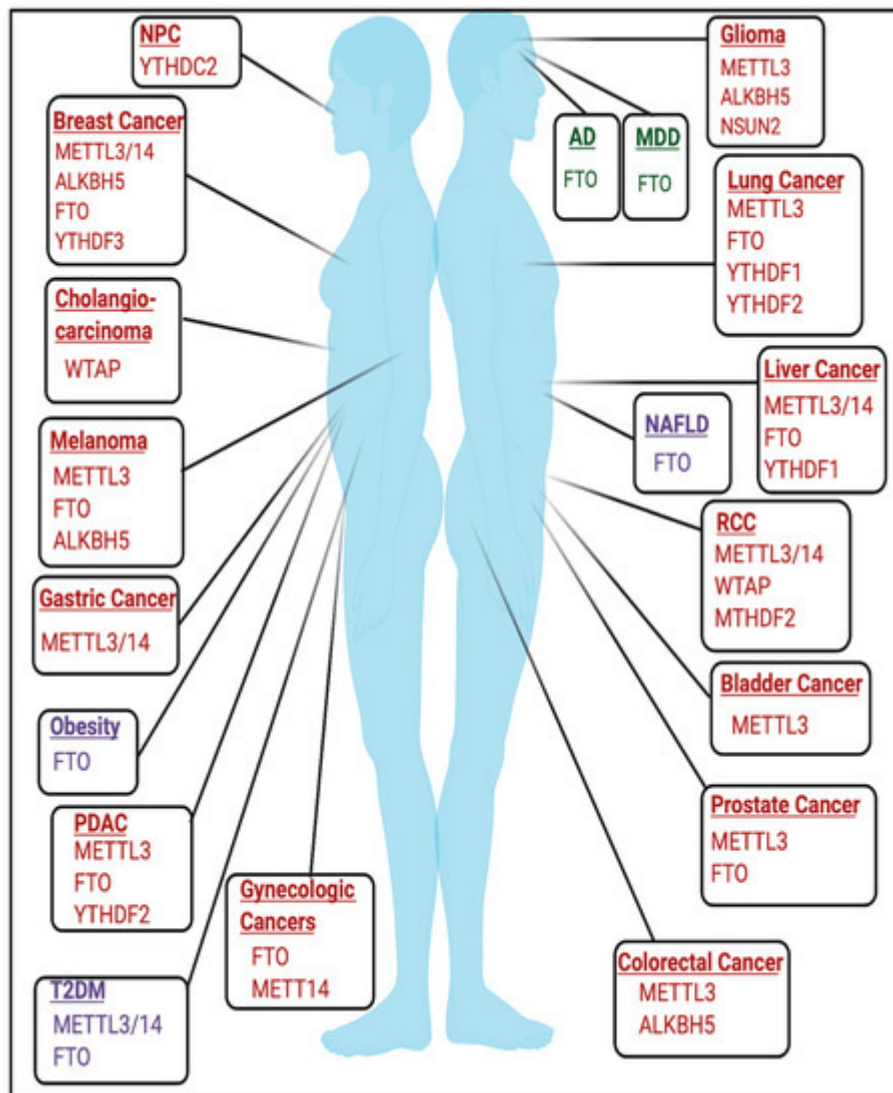 NPC
YTHDC2
Breast Cancer
METTL3/14
ALKBH5
FTO
YTHDF3
Cholangio-
carcinoma
WTAP
Melanoma
METTL3
FTO
ALKBH5
Gastric Cancer
METTL3/14
Obesity
FTO
PDAC
METTL3
FTO
YTHDF2
T2DM
METTL3/14
FTO
Gynecologic
Cancers
FTO
METT14
Glioma
METTL3
ALKBH5
NSUN2
AD
FTO
MDD
FTO
Lung Cancer
METTL3
FTO
YTHDF1
YTHDF2
Liver Cancer
METTL3/14
FTO
YTHDF1
NAFLD
FTO
RCC
METTL3/14
WTAP
MTHDF2
Bladder Cancer
METTL3
Prostate Cancer
METTL3
FTO
Colorectal Cancer
METTL3
ALKBH5